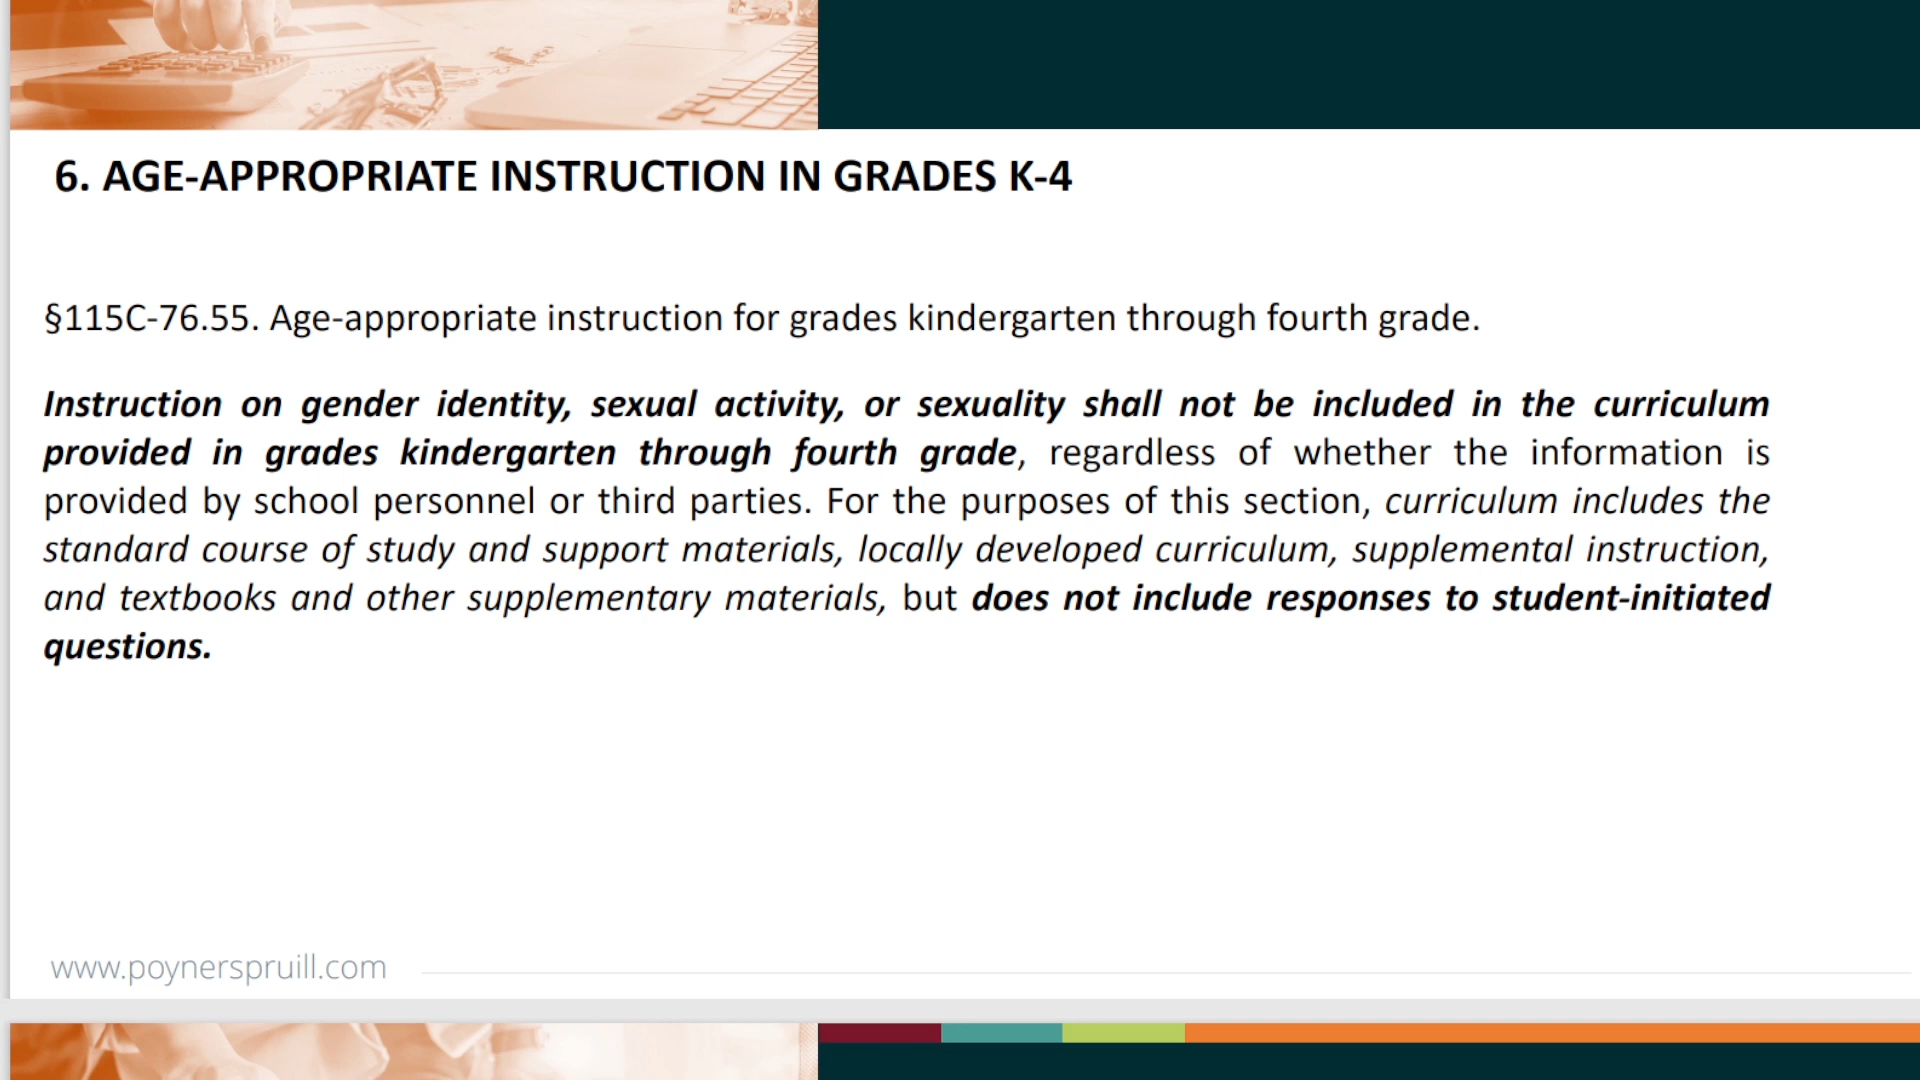 6. AGE-APPROPRIATE INSTRUCTION IN GRADES K-4
§115C-76.55. Age-appropriate instruction for grades kindergarten through fourth grade.
Instruction on gender identity, sexual activity, or sexuality shall not be included in the curriculum
provided in grades kindergarten through fourth grade, regardless of whether the information is
provided by school personnel or third parties. For the purposes of this section, curriculum includes the
standard course of study and support materials, locally developed curriculum, supplemental instruction,
and textbooks and other supplementary materials, but does not include responses to student-initiated
questions.
www.poynerspruill.com